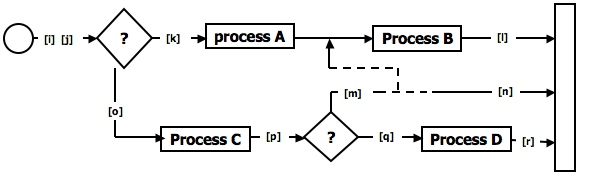 [i] [j]
?
[k]
process A
Process B
[l]
[m]
[n]
[o]
Process C
[p]
?
[q]
Process D
[r]